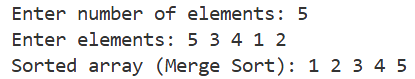 Enter number of elements: 5
Enter elements: 5 3 4 1 2
Sorted array (Merge Sort): 1 2 3 4 5